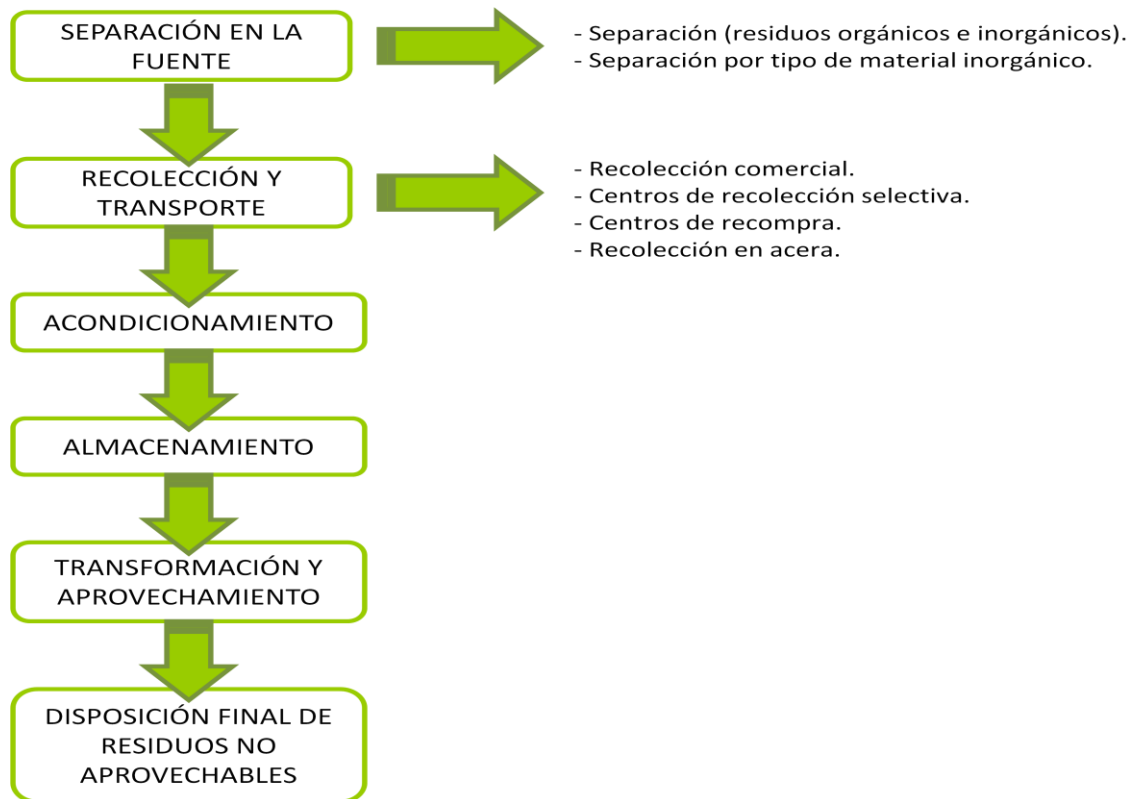 SEPARACIÓN EN LA
FUENTE
- Separación (residuos orgánicos e inorgánicos).
- Separación por tipo de material inorgánico.
RECOLECCIÓN Y
TRANSPORTE
- Recolección comercial.
- Centros de recolección selectiva.
- Centros de recompra.
- Recolección en acera.
ACONDICIONAMIENTO
ALMACENAMIENTO
TRANSFORMACIÓN Y
APROVECHAMIENTO
DISPOSICIÓN FINAL DE
RESIDUOS NO
APROVECHABLES